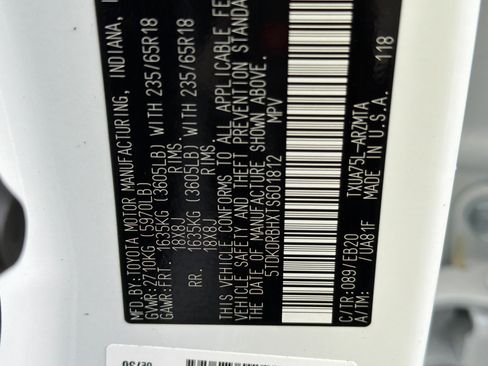 MFD. BY: TOYOTA MOTOR MANUFACTURING, INDIANA,
GVWR: 2710KG (5970LB)
GAWR: FRT. 1635KG (3605LB) WITH 235/65R18
18X8J RIMS,
RR. 1635KG (3605LB) WITH 235/65R18
18X8J RIMS,
THIS VEHICLE CONFORMS TO ALL APPLICABLE
VEHICLE SAFETY AND THEFT PREVENTION STANDA
THE DATE OF MANUFACTURE SHOWN ABOVE.
5TDKDRBHXTS601812 MPV
C/TR: 089/EB20 TXUA75L-ARZMTA
A/TM: 7UA81F MADE IN U.S.A. 118